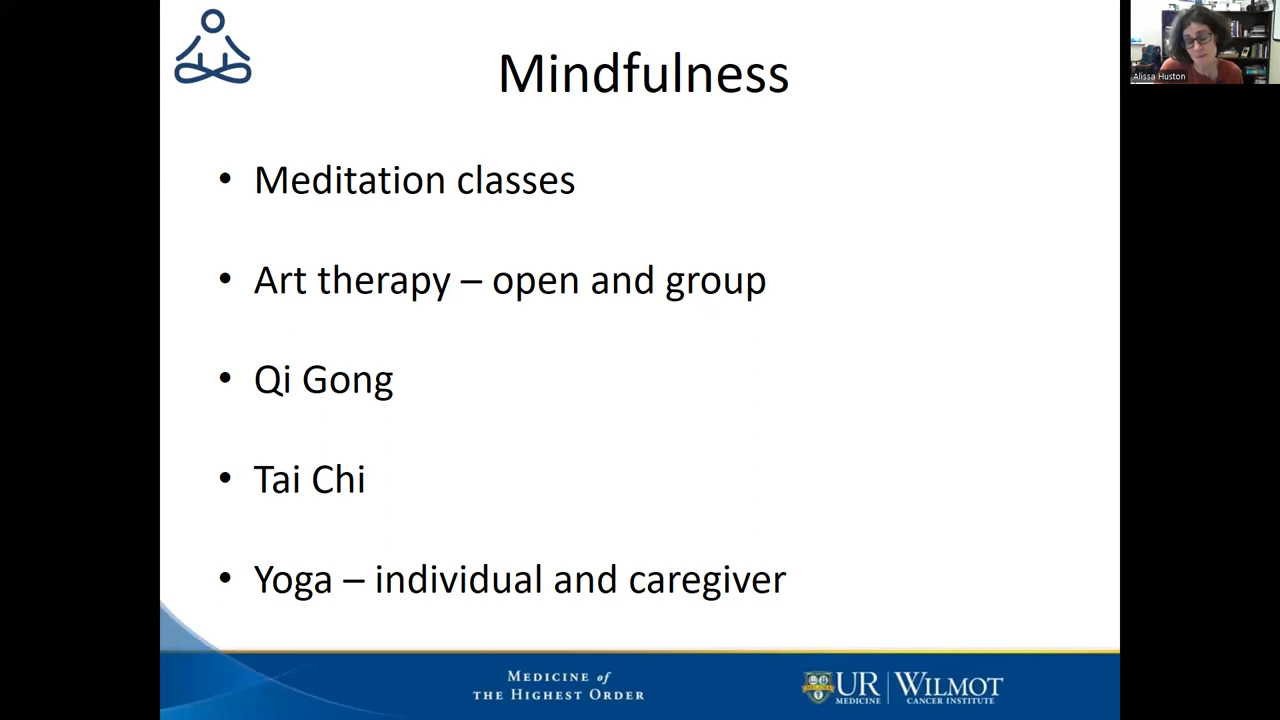 Mindfulness
Alissa Huston
• Meditation classes
• Art therapy – open and group
• Qi Gong
• Tai Chi
• Yoga – individual and caregiver
MEDICINE of
THE HIGHEST ORDER
UR
MEDICINE
WILMOT
CANCER INSTITUTE